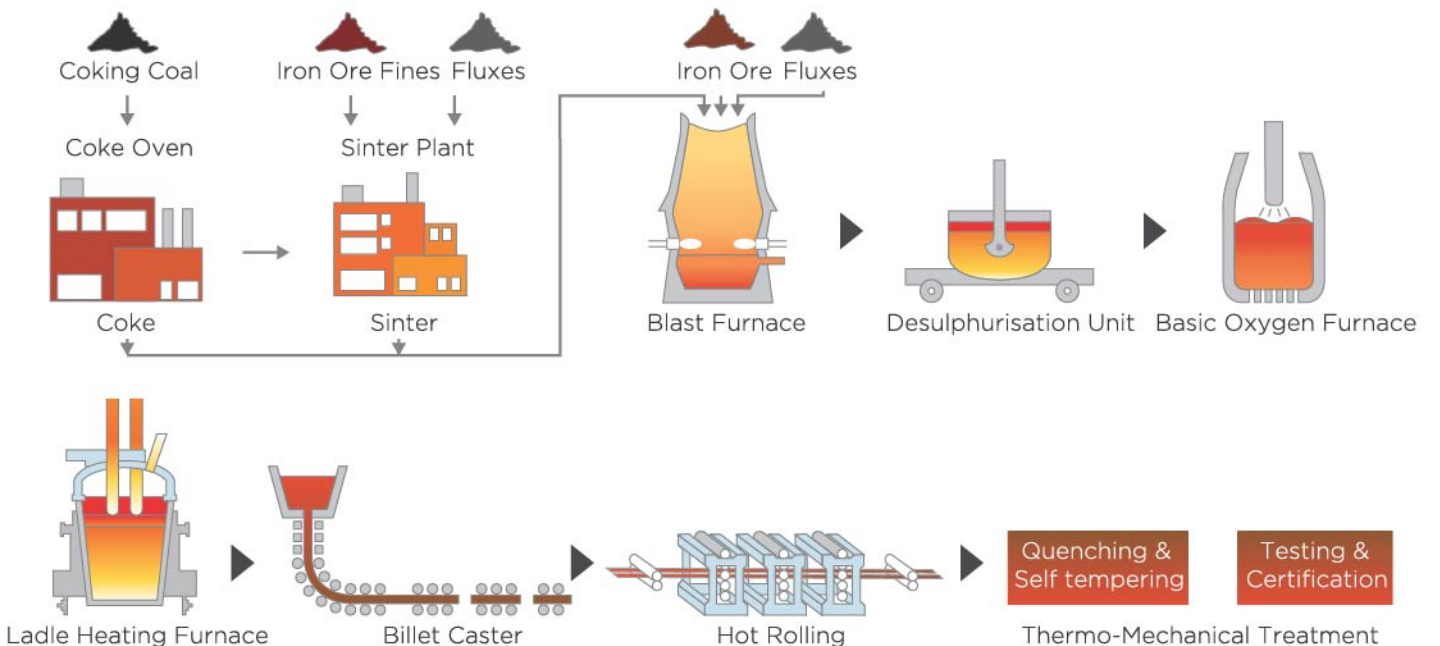 Coking Coal
Iron Ore Fines
Fluxes
Iron Ore
Fluxes
Coke Oven
Sinter Plant
Coke
Sinter
Blast Furnace
Desulphurisation Unit
Basic Oxygen Furnace
Ladle Heating Furnace
Billet Caster
Hot Rolling
Quenching &
Self tempering
Testing &
Certification
Thermo-Mechanical Treatment